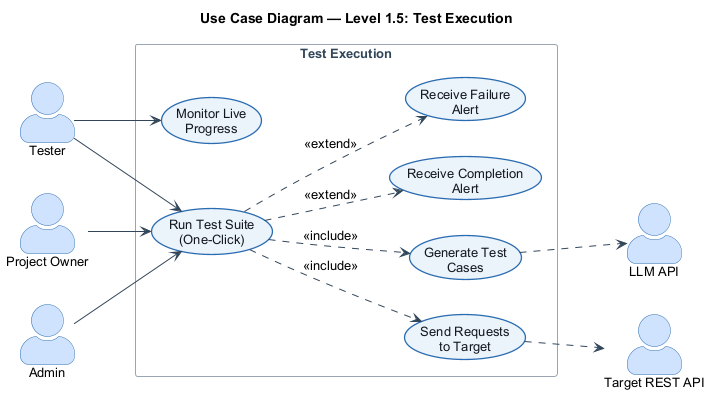 Use Case Diagram — Level 1.5: Test Execution
Test Execution
Receive Failure
Alert
Monitor Live
Progress
Tester
«extend»
Receive Completion
Alert
«extend»
Run Test Suite
(One-Click)
«include»
Generate Test
Cases
Project Owner
«include»
LLM API
Send Requests
to Target
Admin
Target REST API